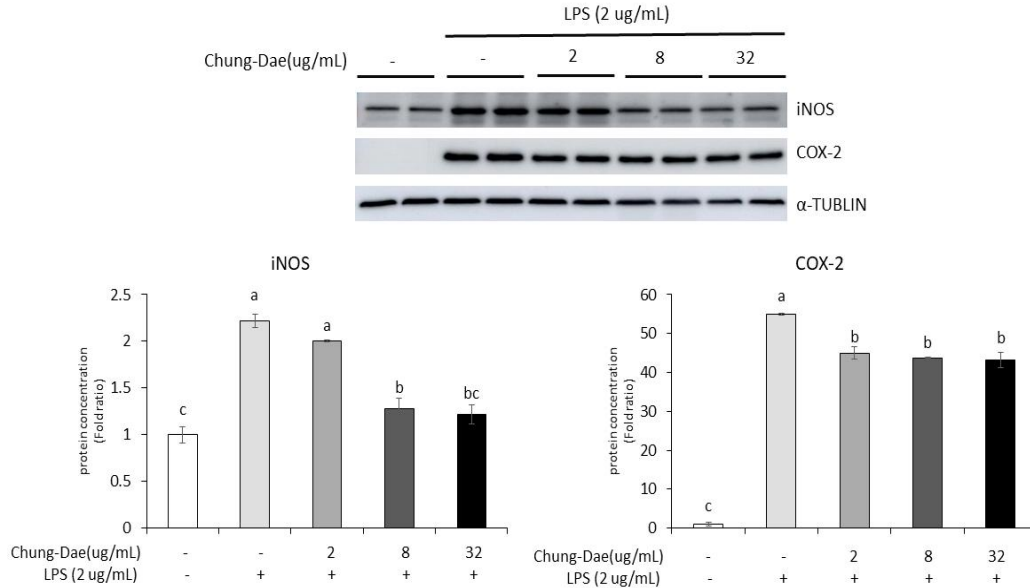 LPS (2 ug/mL)
Chung-Dae(ug/mL) - - 2 8 32
iNOS
COX-2
α-TUBLIN
iNOS
protein concentration
(Fold ratio)
2.5
2
1.5
1
0.5
0
c a a b bc
Chung-Dae(ug/mL) - - 2 8 32
LPS (2 ug/mL) - + + + +
COX-2
protein concentration
(Fold ratio)
60
50
40
30
20
10
0
c a b b b
Chung-Dae(ug/mL) - - 2 8 32
LPS (2 ug/mL) - + + + +